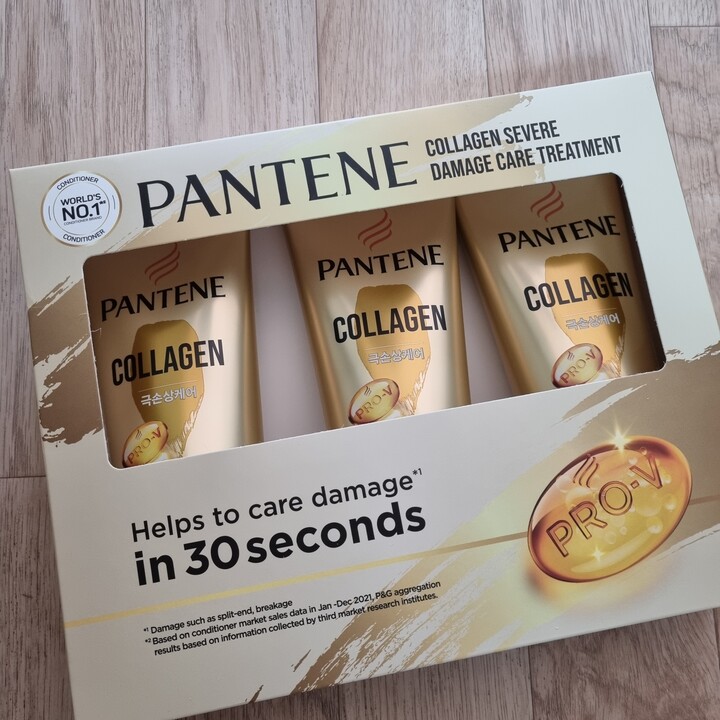 CONDITIONER
WORLD'S
NO.1*²
CONDITIONER BRAND
CONDITIONER
PANTENE
COLLAGEN SEVERE
DAMAGE CARE TREATMENT
PANTENE
COLLAGEN
극손상케어
PRO-V
PANTENE
COLLAGEN
극손상케어
PRO-V
PANTENE
COLLAGEN
극손상케어
PRO-V
Helps to care damage*¹
in 30 seconds
PRO-V
*¹ Damage such as split-end, breakage
*² Based on conditioner market sales data in Jan -Dec 2021, P&G aggregation
results based on information collected by third market research institutes.